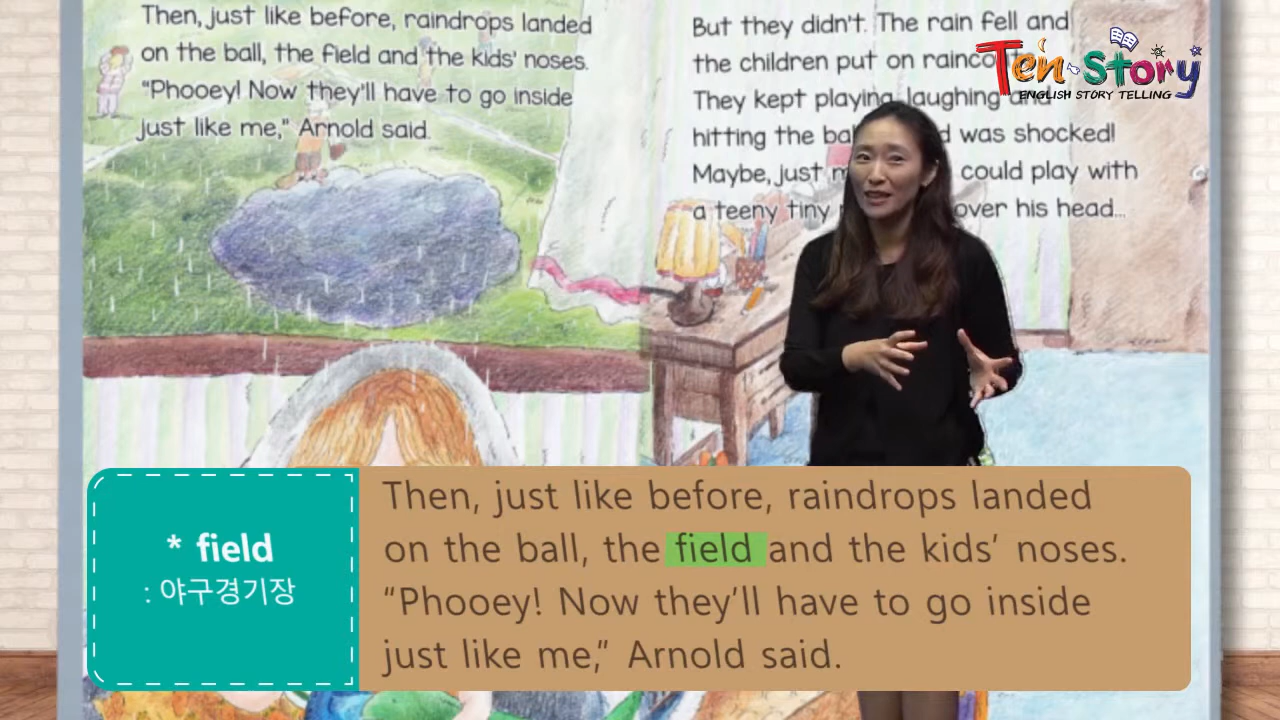 Then, just like before, raindrops landed
on the ball, the field and the kids' noses.
"Phooey! Now they'll have to go inside
just like me," Arnold said.
But they didn't. The rain fell and
the children put on rainco
They kept playing, laughing and
hitting the bal d was shocked!
Maybe, just m could play with
a teeny tiny over his head...
Ten Story
ENGLISH STORY TELLING
* field
: 야구경기장
Then, just like before, raindrops landed
on the ball, the field and the kids’ noses.
“Phooey! Now they’ll have to go inside
just like me,” Arnold said.